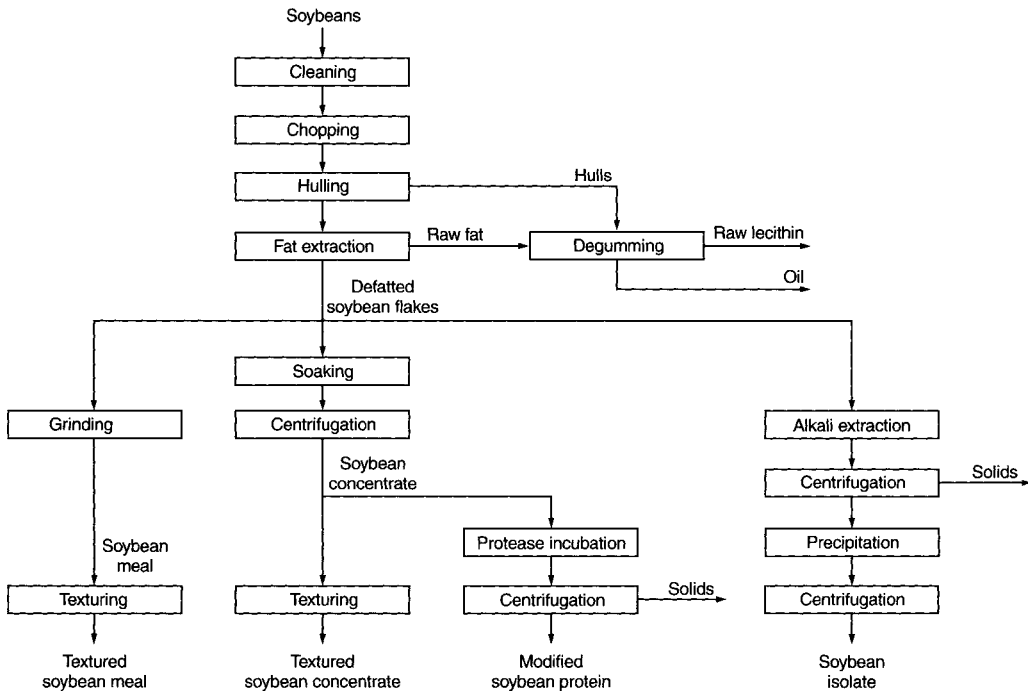 Soybeans
Cleaning
Chopping
Hulling
Hulls
Fat extraction
Raw fat
Degumming
Raw lecithin
Oil
Defatted
soybean flakes
Soaking
Grinding
Centrifugation
Alkali extraction
Soybean
concentrate
Centrifugation
Solids
Protease incubation
Precipitation
Soybean
meal
Texturing
Texturing
Centrifugation
Solids
Centrifugation
Textured
soybean meal
Textured
soybean concentrate
Modified
soybean protein
Soybean
isolate